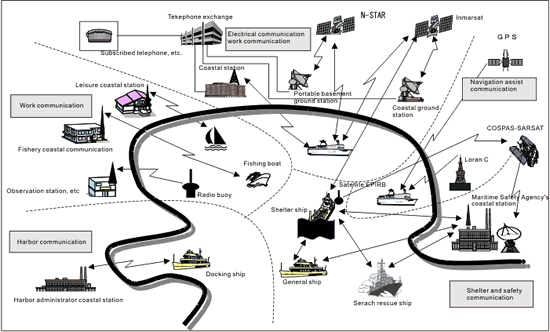 Tekephone exchange
N-STAR
Inmarsat
Electrical communication
work communication
GPS
Subscribed telephone, etc.
Coastal station
Leisure coastal station
Portable basement
ground station
Coastal ground
station
Navigation assist
communication
Work communication
COSPAS-SARSAT
Fishery coastal communication
Fishing boat
Loran C
Observation station, etc
Radio buoy
Satellite EPIRB
Shelter ship
Maritime Safety Agency's
coastal station
Harbor communication
Docking ship
General ship
Serach rescue ship
Harbor administrator coastal station
Shelter and safety
communication